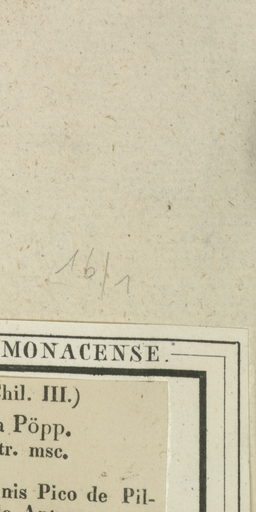 16/1
MONACENSE.
hil. III.)
a Pöpp.
tr. msc.
nis Pico de Pil-